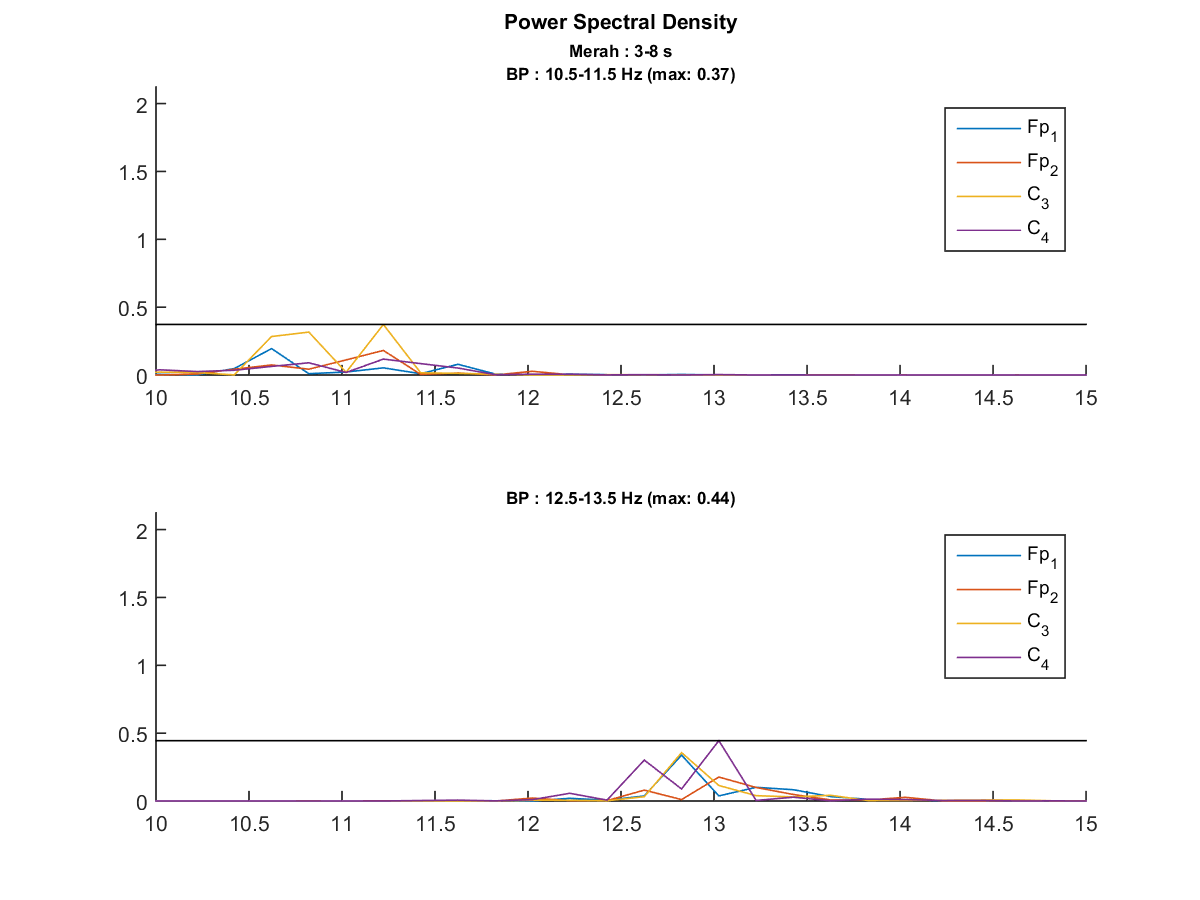 Power Spectral Density
Merah : 3-8 s
BP : 10.5-11.5 Hz (max: 0.37)
2
1.5
1
0.5
0
10 10.5 11 11.5 12 12.5 13 13.5 14 14.5 15
Fp1
Fp2
C3
C4
BP : 12.5-13.5 Hz (max: 0.44)
2
1.5
1
0.5
0
10 10.5 11 11.5 12 12.5 13 13.5 14 14.5 15
Fp1
Fp2
C3
C4